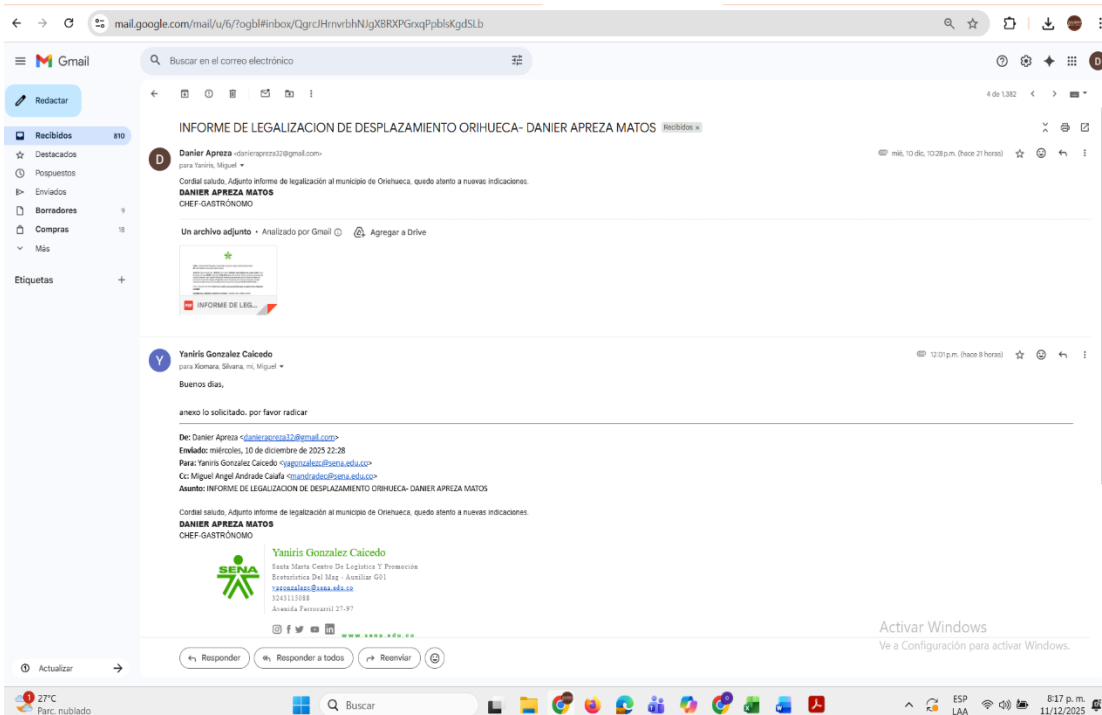 mail.google.com/mail/u/6/?ogbl#inbox/QgrcJHrnvrbhNJgXBRXPGrxqPpblsKgdSLb
Gmail
Buscar en el correo electrónico
Redactar
4 de 1.382
Recibidos 810
Destacados
Pospuestos
Enviados
Borradores 9
Compras 18
Más
Etiquetas
INFORME DE LEGALIZACION DE DESPLAZAMIENTO ORIHUECA- DANIER APREZA MATOS Recibidos x
D
Danier Apreza <danierapreza32@gmail.com>
mié, 10 dic, 10:28 p.m. (hace 21 horas)
para Yaniris, Miguel
Cordial saludo, Adjunto informe de legalización al municipio de Oriehueca, quedo atento a nuevas indicaciones.
DANIER APREZA MATOS
CHEF-GASTRÓNOMO
Un archivo adjunto • Analizado por Gmail
Agregar a Drive
PDF INFORME DE LEG...
Y
Yaniris Gonzalez Caicedo
12:01 p.m. (hace 8 horas)
para Xiomara, Silvana, mi, Miguel
Buenos dias,
anexo lo solicitado. por favor radicar
De: Danier Apreza <danierapreza32@gmail.com>
Enviado: miércoles, 10 de diciembre de 2025 22:28
Para: Yaniris Gonzalez Caicedo <yagonzalezc@sena.edu.co>
Cc: Miguel Angel Andrade Caiafa <mandradec@sena.edu.co>
Asunto: INFORME DE LEGALIZACION DE DESPLAZAMIENTO ORIHUECA- DANIER APREZA MATOS
Cordial saludo, Adjunto informe de legalización al municipio de Oriehueca, quedo atento a nuevas indicaciones.
DANIER APREZA MATOS
CHEF-GASTRÓNOMO
SENA
Yaniris Gonzalez Caicedo
Santa Marta Centro De Logistica Y Promoción
Ecoturistica Del Mag - Auxiliar G01
yagonzalezc@sena.edu.co
3243115088
Avenida Ferrocarril 27-97
www.sena.edu.co
Activar Windows
Ve a Configuración para activar Windows.
Responder
Responder a todos
Reenviar
Actualizar
1
27°C
Parc. nublado
Buscar
ESP
LAA
8:17 p. m.
11/12/2025